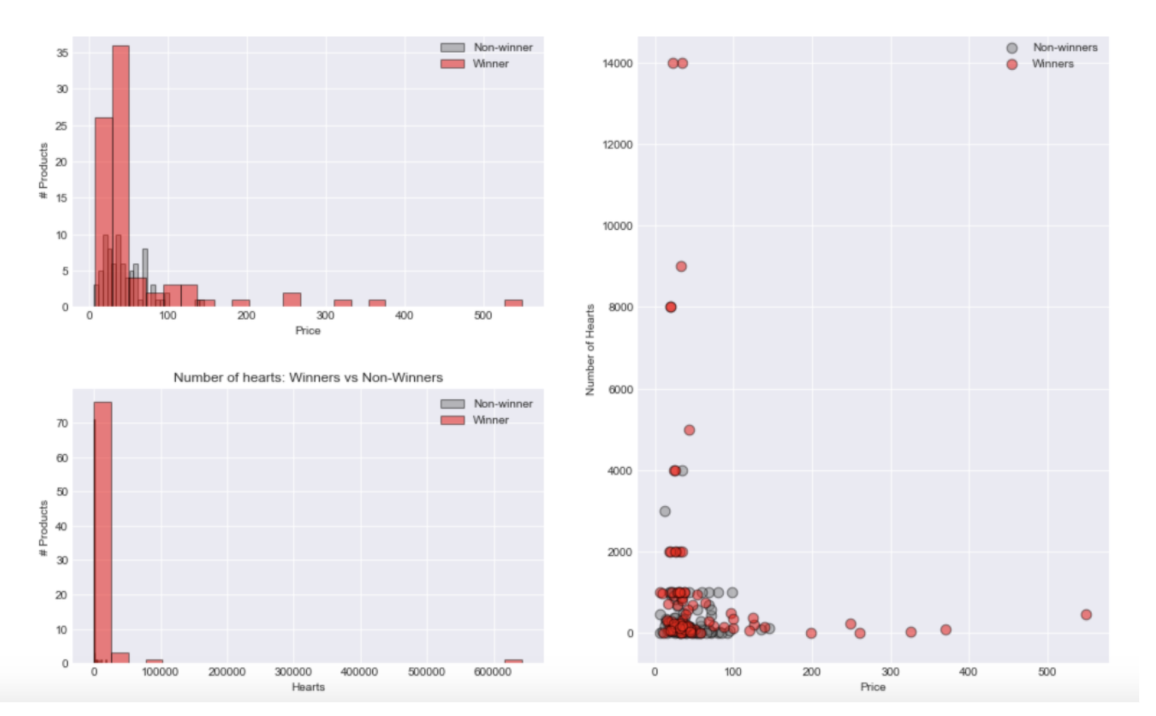 Non-winner
Winner
35
30
25
20
15
10
5
0
# Products
0 100 200 300 400 500
Price
Number of hearts: Winners vs Non-Winners
Non-winner
Winner
70
60
50
40
30
20
10
0
# Products
0 100000 200000 300000 400000 500000 600000
Hearts
Non-winners
Winners
14000
12000
10000
8000
6000
4000
2000
0
Number of Hearts
0 100 200 300 400 500
Price